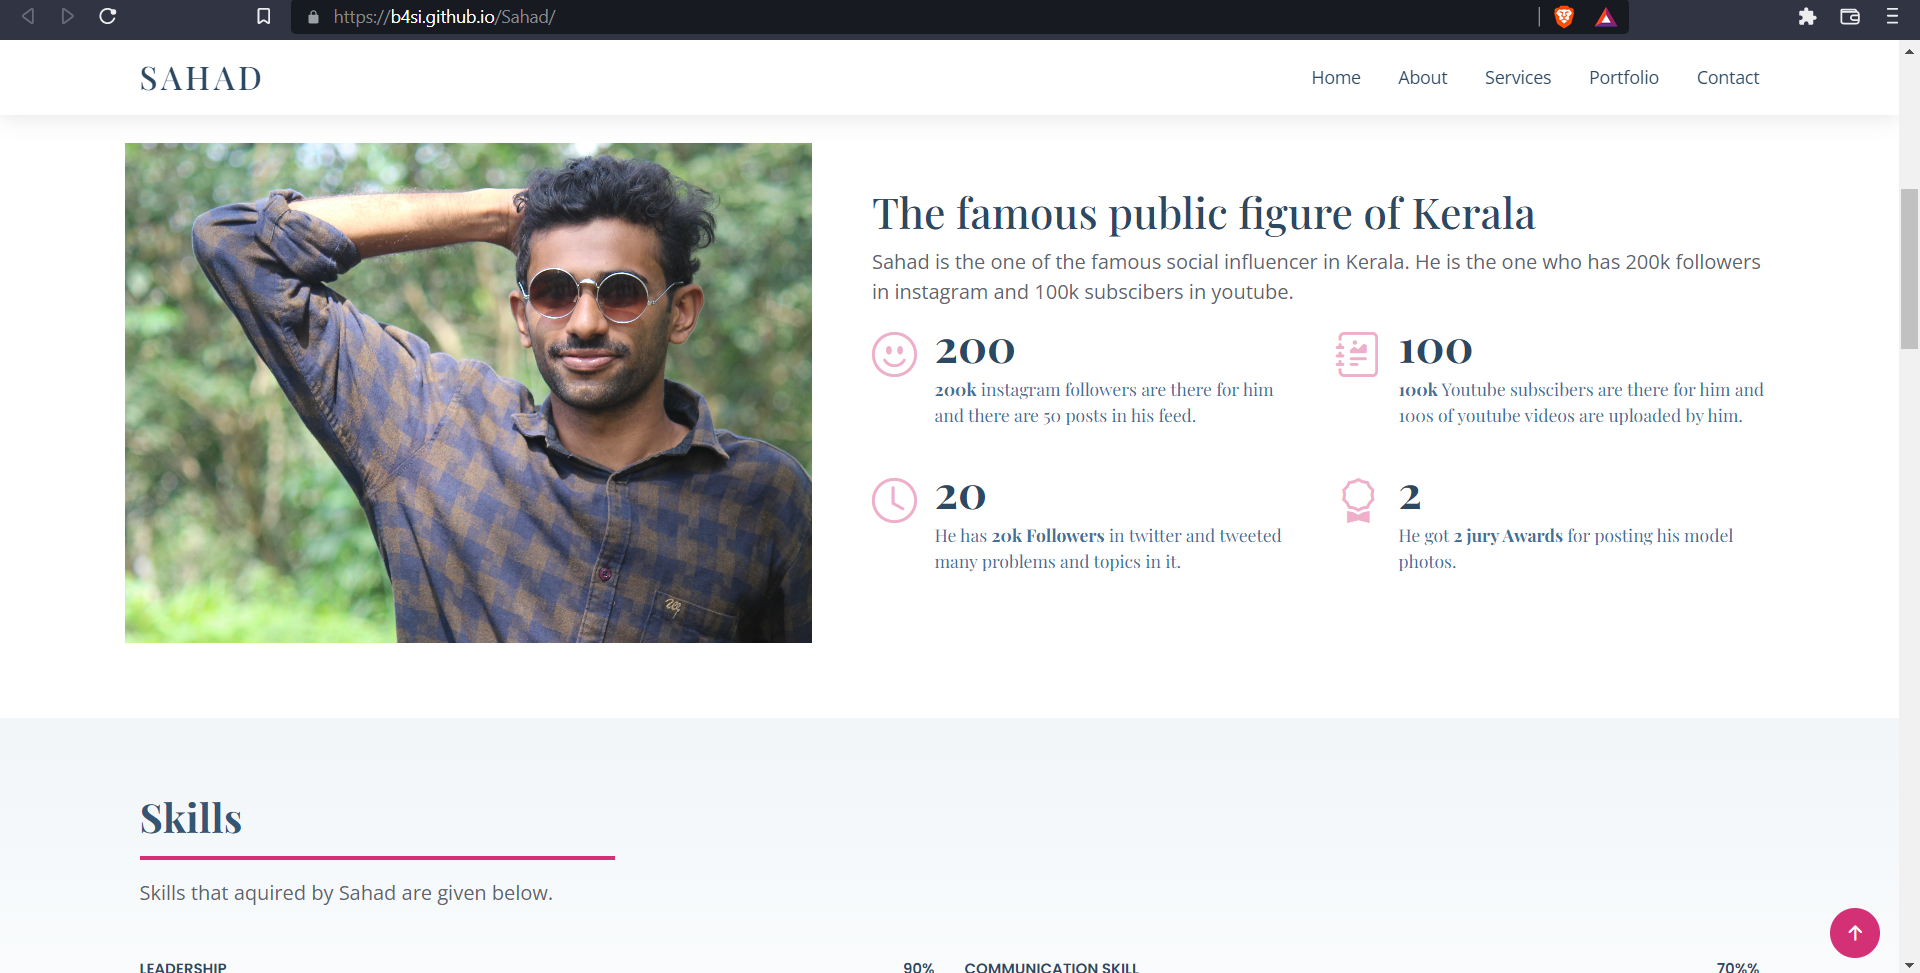 https://b4si.github.io/Sahad/
SAHAD
Home About Services Portfolio Contact
The famous public figure of Kerala
Sahad is the one of the famous social influencer in Kerala. He is the one who has 200k followers
in instagram and 100k subscibers in youtube.
200
200k instagram followers are there for him
and there are 50 posts in his feed.
100
100k Youtube subscibers are there for him and
100s of youtube videos are uploaded by him.
20
He has 20k Followers in twitter and tweeted
many problems and topics in it.
2
He got 2 jury Awards for posting his model
photos.
Skills
Skills that aquired by Sahad are given below.
LEADERSHIP 90%
COMMUNICATION SKILL 70%%